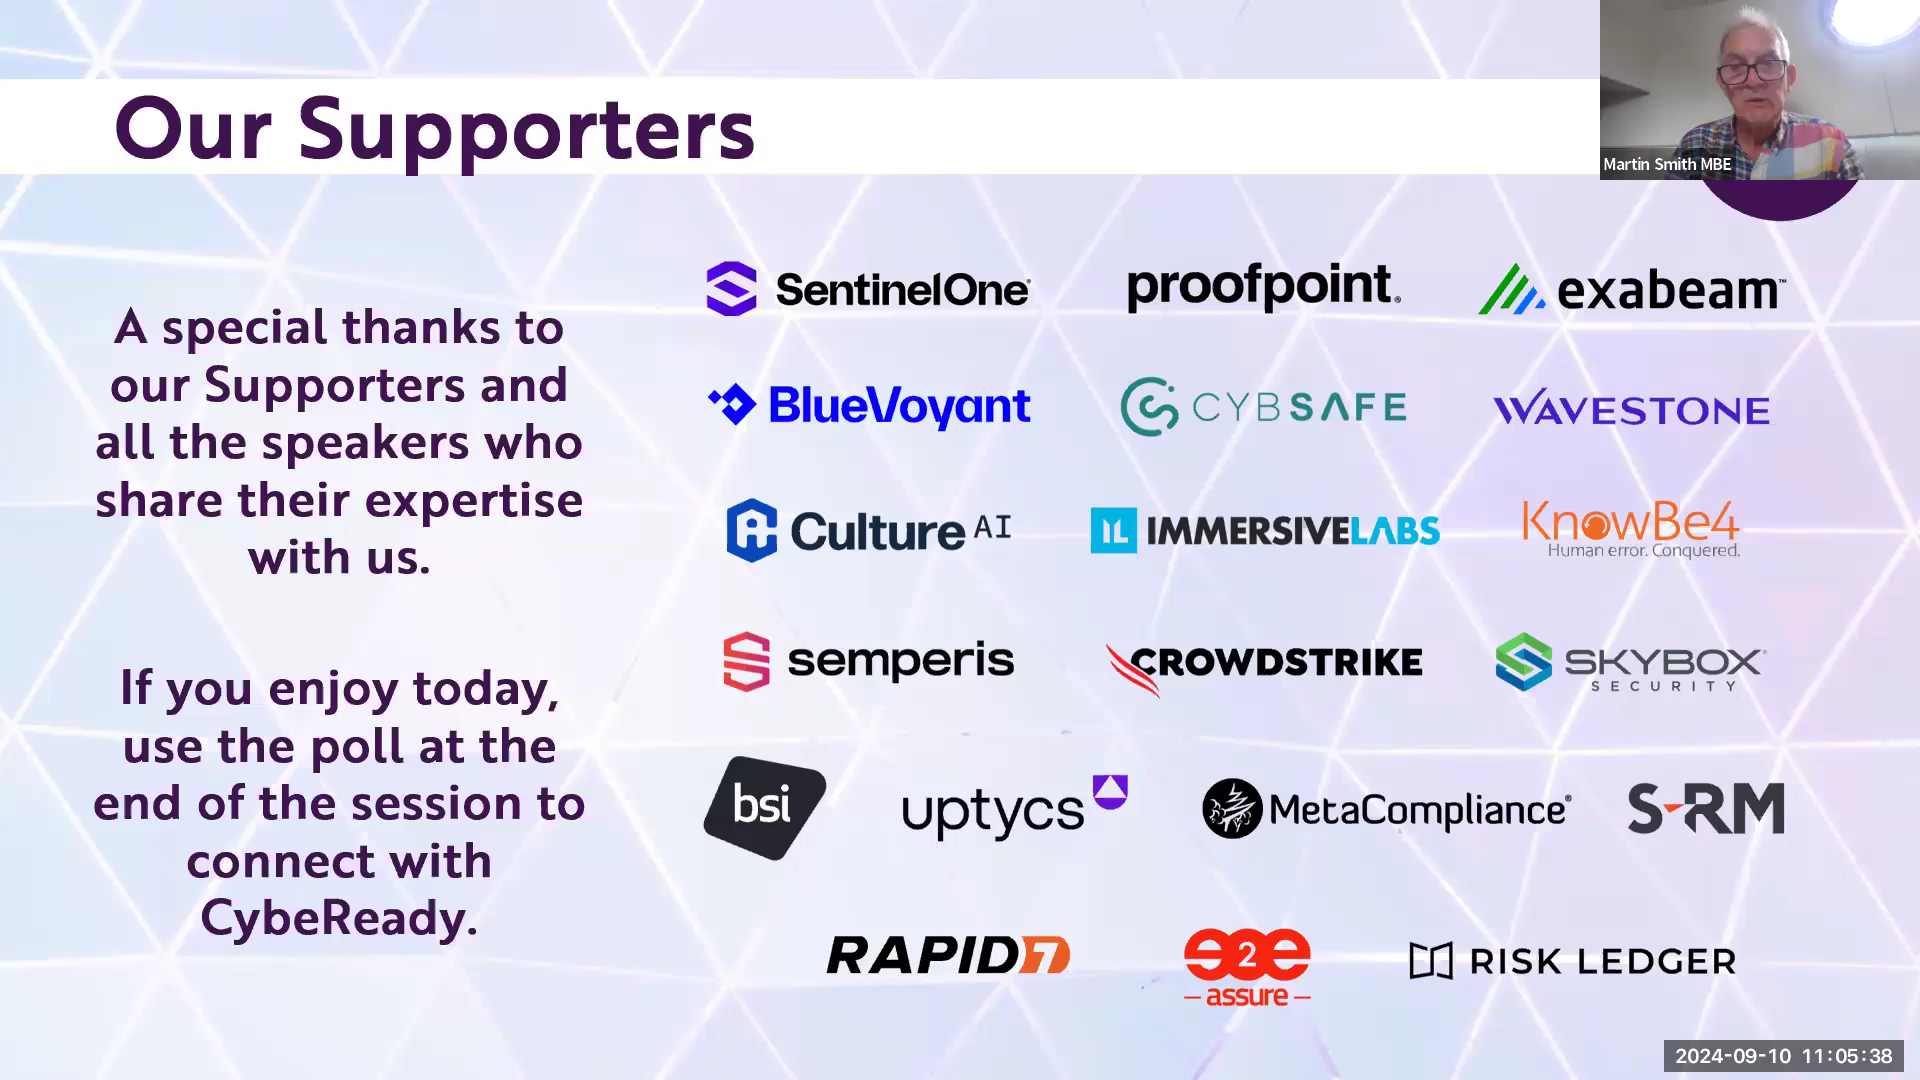 Our Supporters
Martin Smith MBE
A special thanks to
our Supporters and
all the speakers who
share their expertise
with us.
If you enjoy today,
use the poll at the
end of the session to
connect with
CybeReady.
SentinelOne®
proofpoint®
exabeam™
BlueVoyant
CYBSAFE
WAVESTONE
Culture AI
IL IMMERSIVELABS
KnowBe4
Human error. Conquered.
semperis
CROWDSTRIKE
SKYBOX®
SECURITY
bsi
uptycs
MetaCompliance®
S-RM
RAPID7
e2e
assure
RISK LEDGER
2024-09-10 11:05:38